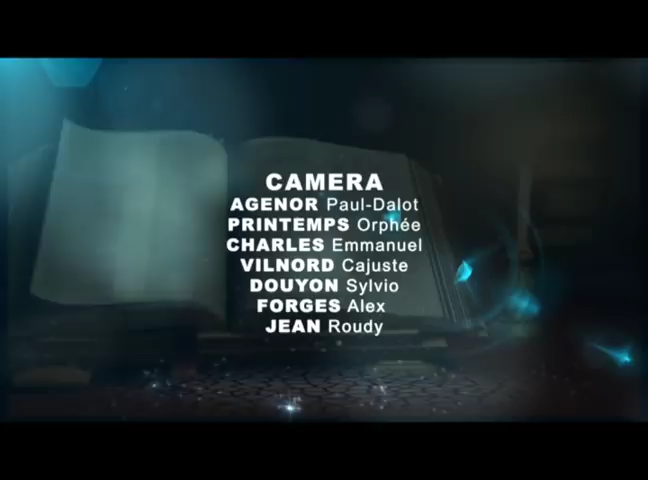 CAMERA
AGENOR Paul-Dalot
PRINTEMPS Orphée
CHARLES Emmanuel
VILNORD Cajuste
DOUYON Sylvio
FORGES Alex
JEAN Roudy